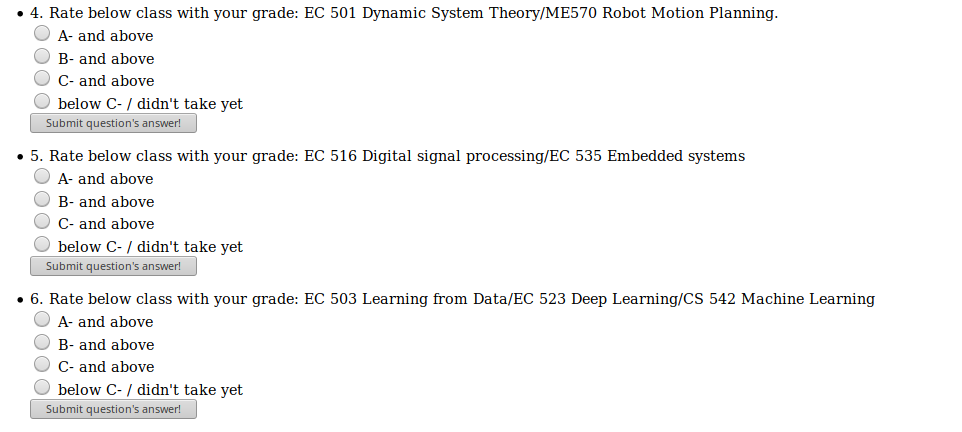 4. Rate below class with your grade: EC 501 Dynamic System Theory/ME570 Robot Motion Planning.
A- and above
B- and above
C- and above
below C- / didn't take yet
Submit question's answer!
5. Rate below class with your grade: EC 516 Digital signal processing/EC 535 Embedded systems
A- and above
B- and above
C- and above
below C- / didn't take yet
Submit question's answer!
6. Rate below class with your grade: EC 503 Learning from Data/EC 523 Deep Learning/CS 542 Machine Learning
A- and above
B- and above
C- and above
below C- / didn't take yet
Submit question's answer!